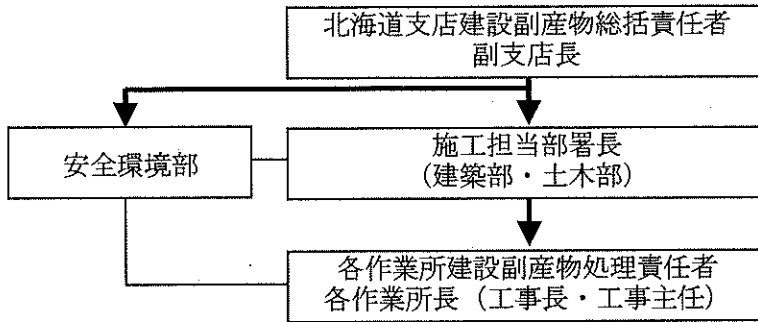 北海道支店建設副産物総括責任者
副支店長
安全環境部
施工担当部署長
(建築部・土木部)
各作業所建設副産物処理責任者
各作業所長（工事長・工事主任）